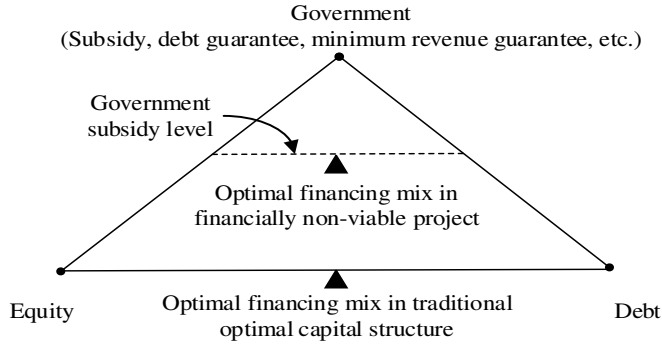 Government
(Subsidy, debt guarantee, minimum revenue guarantee, etc.)
Government
subsidy level
Optimal financing mix in
financially non-viable project
Equity
Optimal financing mix in traditional
optimal capital structure
Debt